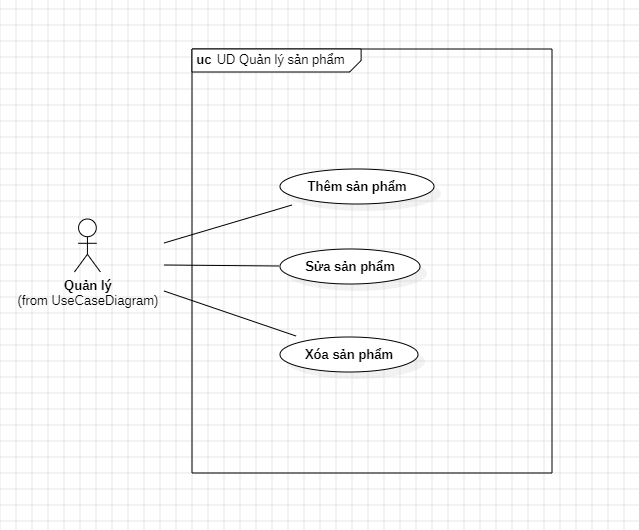 uc UD Quản lý sản phẩm
Thêm sản phẩm
Sửa sản phẩm
Quản lý
(from UseCaseDiagram)
Xóa sản phẩm